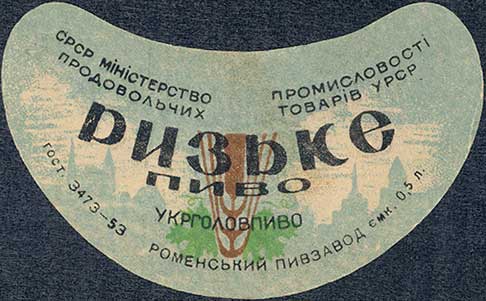 СРСР МІНІСТЕРСТВО
ПРОДОВОЛЬЧИХ
ПРОМИСЛОВОСТІ
ТОВАРІВ УРСР
РИЗЬКЕ
ПИВО
УКРГОЛОВПИВО
ГОСТ. 3473-53
РОМЕНСЬКИЙ ПИВЗАВОД ємк. 0,5 л.